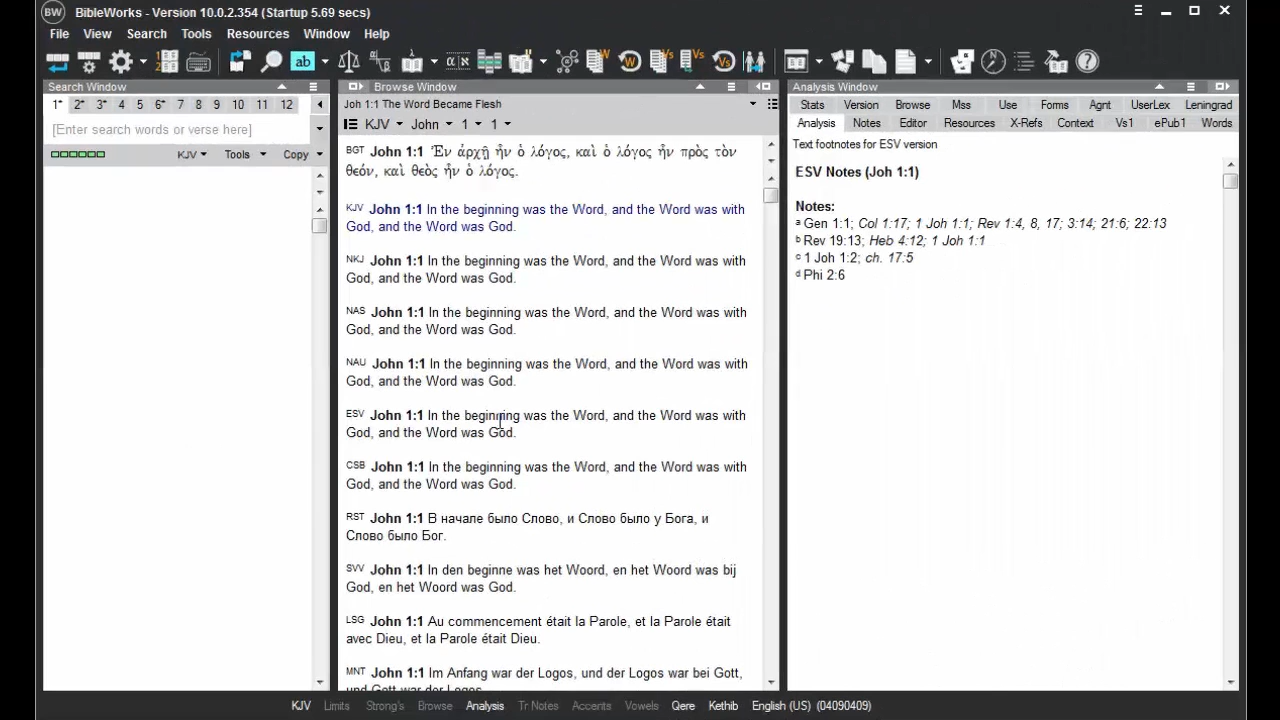 BW BibleWorks - Version 10.0.2.354 (Startup 5.69 secs)
File View Search Tools Resources Window Help
Search Window
1* 2* 3* 4 5 6* 7 8 9 10 11 12
[Enter search words or verse here]
KJV Tools Copy
Browse Window
Joh 1:1 The Word Became Flesh
KJV John 1 1
BGT John 1:1 Ἐν ἀρχῇ ἦν ὁ λόγος, καὶ ὁ λόγος ἦν πρὸς τὸν
θεόν, καὶ θεὸς ἦν ὁ λόγος.
KJV John 1:1 In the beginning was the Word, and the Word was with
God, and the Word was God.
NKJ John 1:1 In the beginning was the Word, and the Word was with
God, and the Word was God.
NAS John 1:1 In the beginning was the Word, and the Word was with
God, and the Word was God.
NAU John 1:1 In the beginning was the Word, and the Word was with
God, and the Word was God.
ESV John 1:1 In the beginning was the Word, and the Word was with
God, and the Word was God.
CSB John 1:1 In the beginning was the Word, and the Word was with
God, and the Word was God.
RST John 1:1 В начале было Слово, и Слово было у Бога, и
Слово было Бог.
SVV John 1:1 In den beginne was het Woord, en het Woord was bij
God, en het Woord was God.
LSG John 1:1 Au commencement était la Parole, et la Parole était
avec Dieu, et la Parole était Dieu.
MNT John 1:1 Im Anfang war der Logos, und der Logos war bei Gott,
und Gott war der Logos.
Analysis Window
Stats Version Browse Mss Use Forms Agnt UserLex Leningrad
Analysis Notes Editor Resources X-Refs Context Vs1 ePub1 Words
Text footnotes for ESV version
ESV Notes (Joh 1:1)
Notes:
a Gen 1:1; Col 1:17; 1 Joh 1:1; Rev 1:4, 8, 17; 3:14; 21:6; 22:13
b Rev 19:13; Heb 4:12; 1 Joh 1:1
c 1 Joh 1:2; ch. 17:5
d Phi 2:6
KJV Limits Strong's Browse Analysis Tr Notes Accents Vowels Qere Kethib English (US) (04090409)